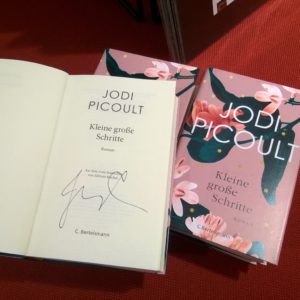 JODI
PICOULT
Kleine große
Schritte
Roman
C. Bertelsmann
JODI
PICOULT
Kleine
große
Schritte
ROMAN
C. Bertelsmann